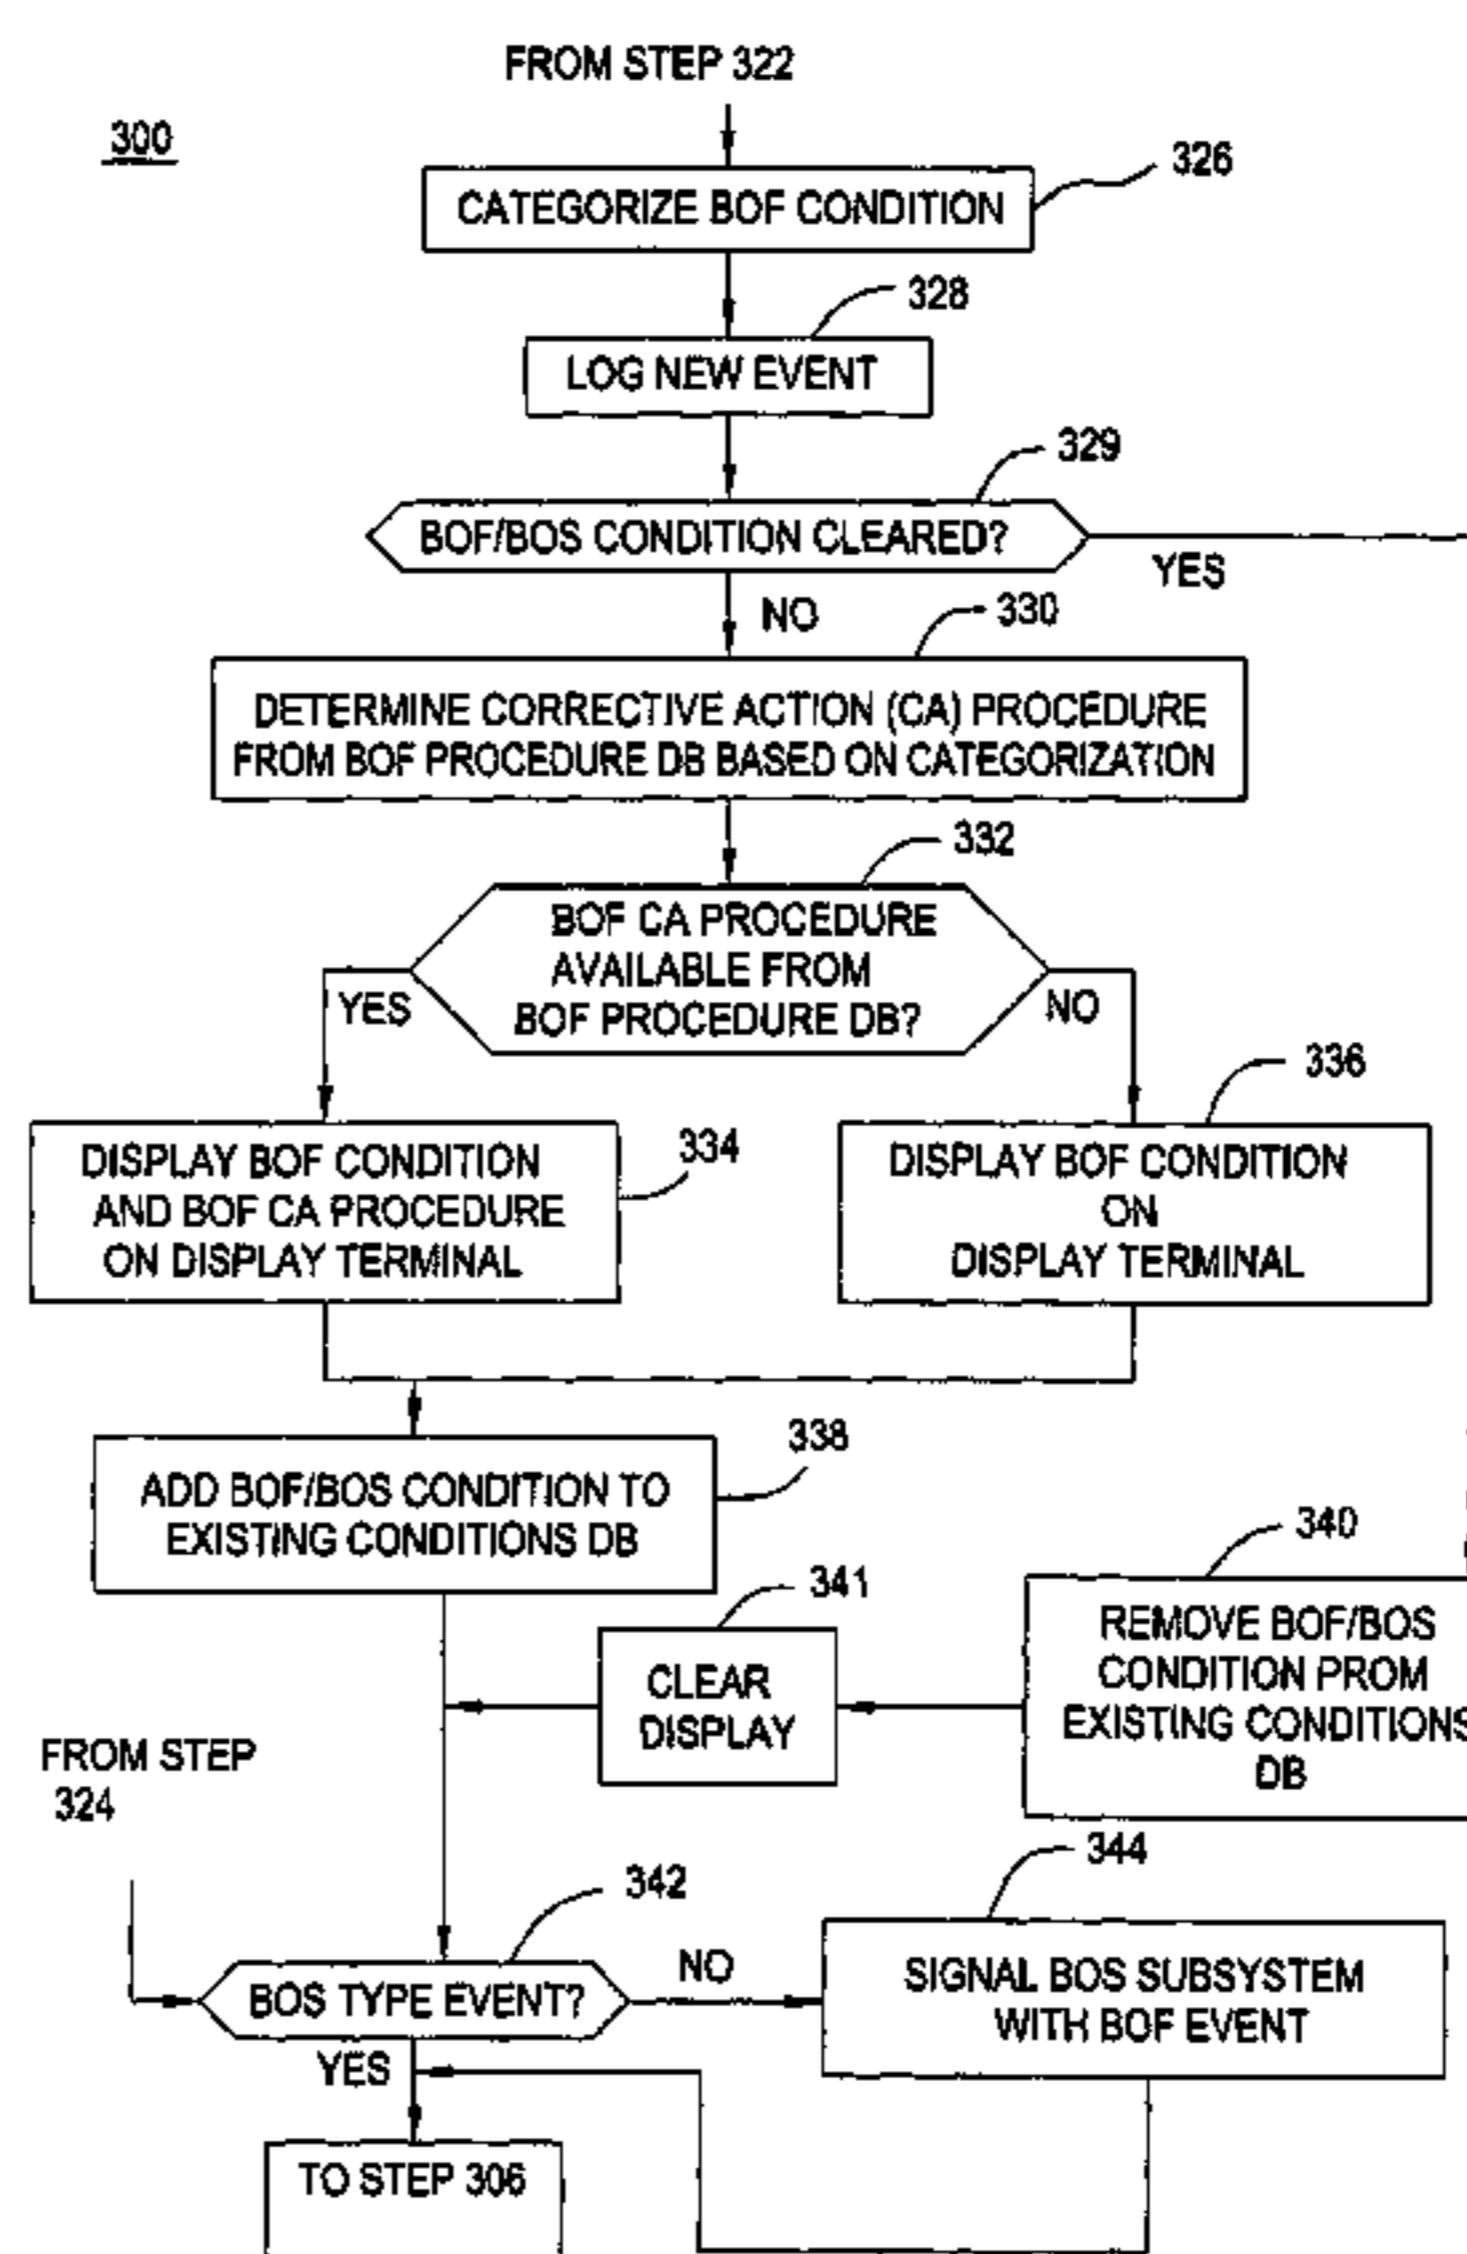 FROM STEP 322
300
326
CATEGORIZE BOF CONDITION
328
LOG NEW EVENT
329
BOF/BOS CONDITION CLEARED?
YES
NO
330
DETERMINE CORRECTIVE ACTION (CA) PROCEDURE
FROM BOF PROCEDURE DB BASED ON CATEGORIZATION
332
BOF CA PROCEDURE
AVAILABLE FROM
BOF PROCEDURE DB?
YES
NO
336
334
DISPLAY BOF CONDITION
AND BOF CA PROCEDURE
ON DISPLAY TERMINAL
DISPLAY BOF CONDITION
ON
DISPLAY TERMINAL
338
ADD BOF/BOS CONDITION TO
EXISTING CONDITIONS DB
340
341
REMOVE BOF/BOS
CONDITION PROM
EXISTING CONDITIONS
DB
CLEAR
DISPLAY
FROM STEP
324
344
342
BOS TYPE EVENT?
NO
SIGNAL BOS SUBSYSTEM
WITH BOF EVENT
YES
TO STEP 306